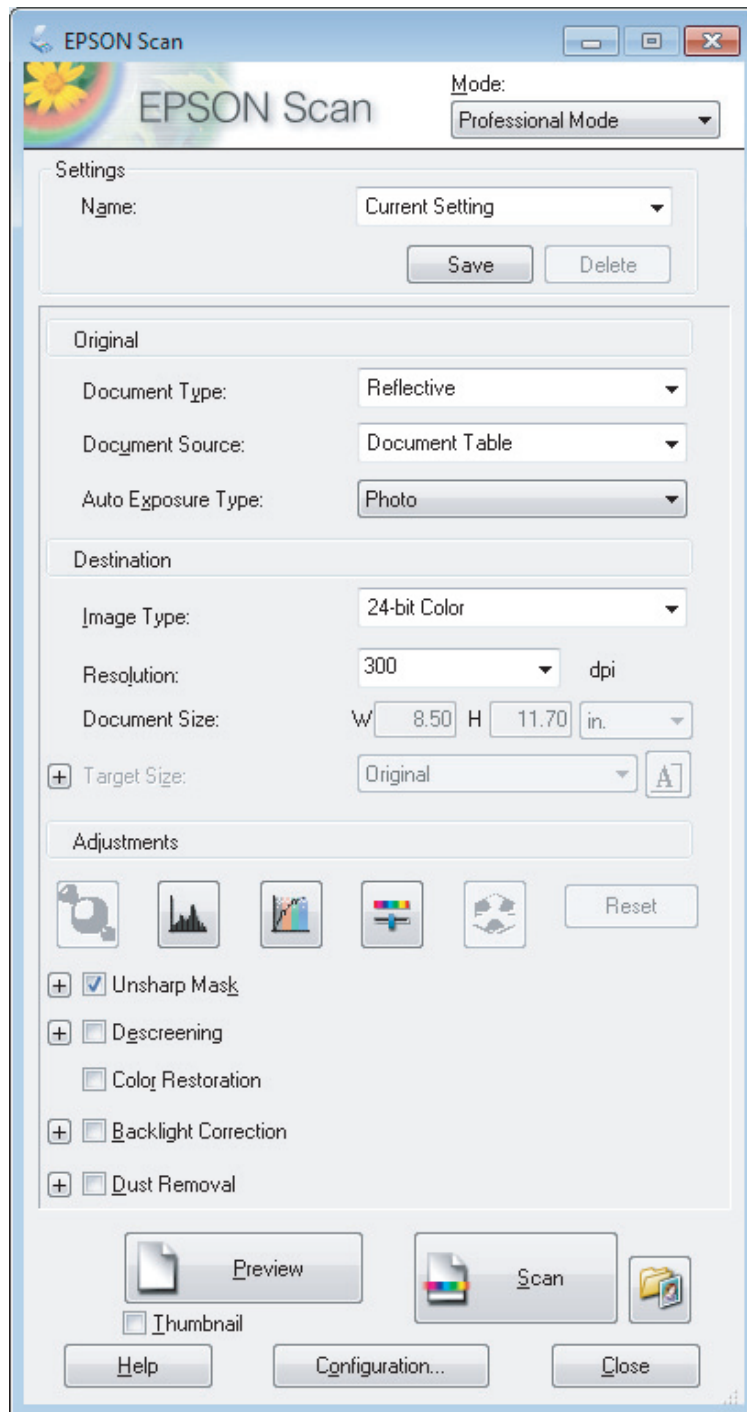 EPSON Scan
EPSON Scan
Mode:
Professional Mode
Settings
Name: Current Setting
Save Delete
Original
Document Type: Reflective
Document Source: Document Table
Auto Exposure Type: Photo
Destination
Image Type: 24-bit Color
Resolution: 300 dpi
Document Size: W 8.50 H 11.70 in.
Target Size: Original A
Adjustments
Reset
Unsharp Mask
Descreening
Color Restoration
Backlight Correction
Dust Removal
Preview Scan
Thumbnail
Help Configuration... Close